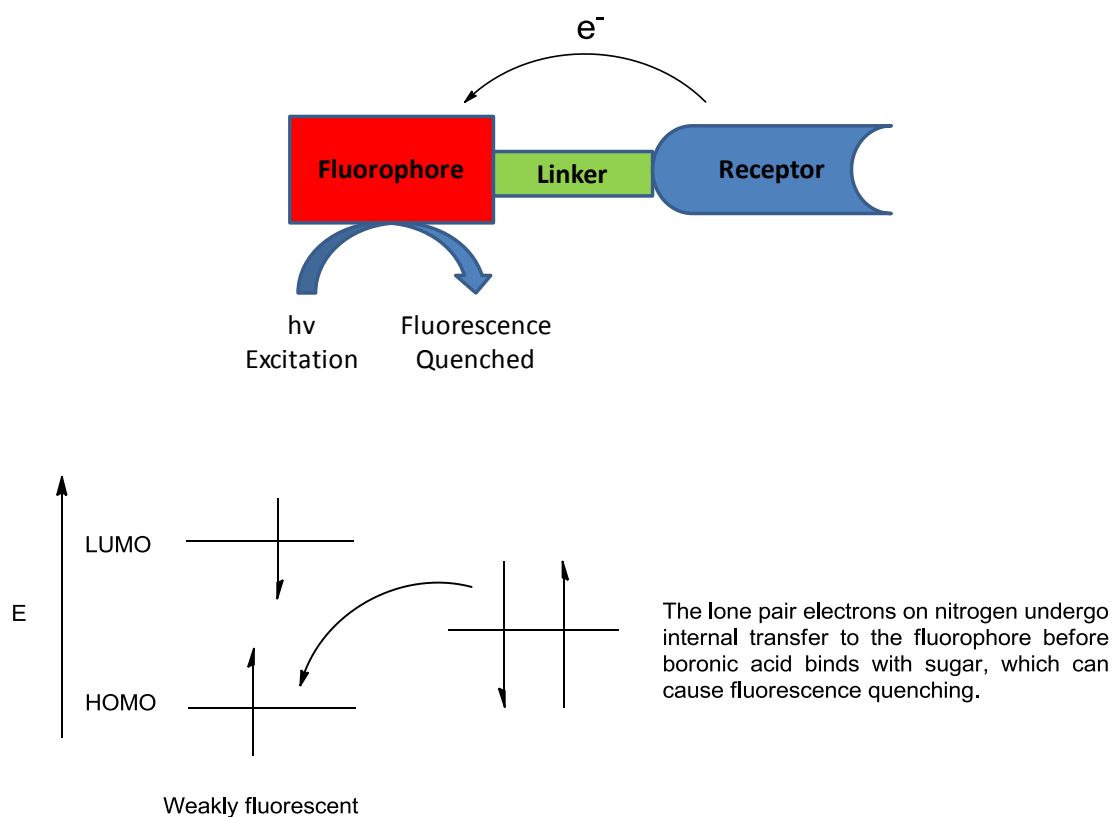 e-
Fluorophore
Linker
Receptor
hν
Excitation
Fluorescence
Quenched
E
LUMO
HOMO
The lone pair electrons on nitrogen undergo
internal transfer to the fluorophore before
boronic acid binds with sugar, which can
cause fluorescence quenching.
Weakly fluorescent